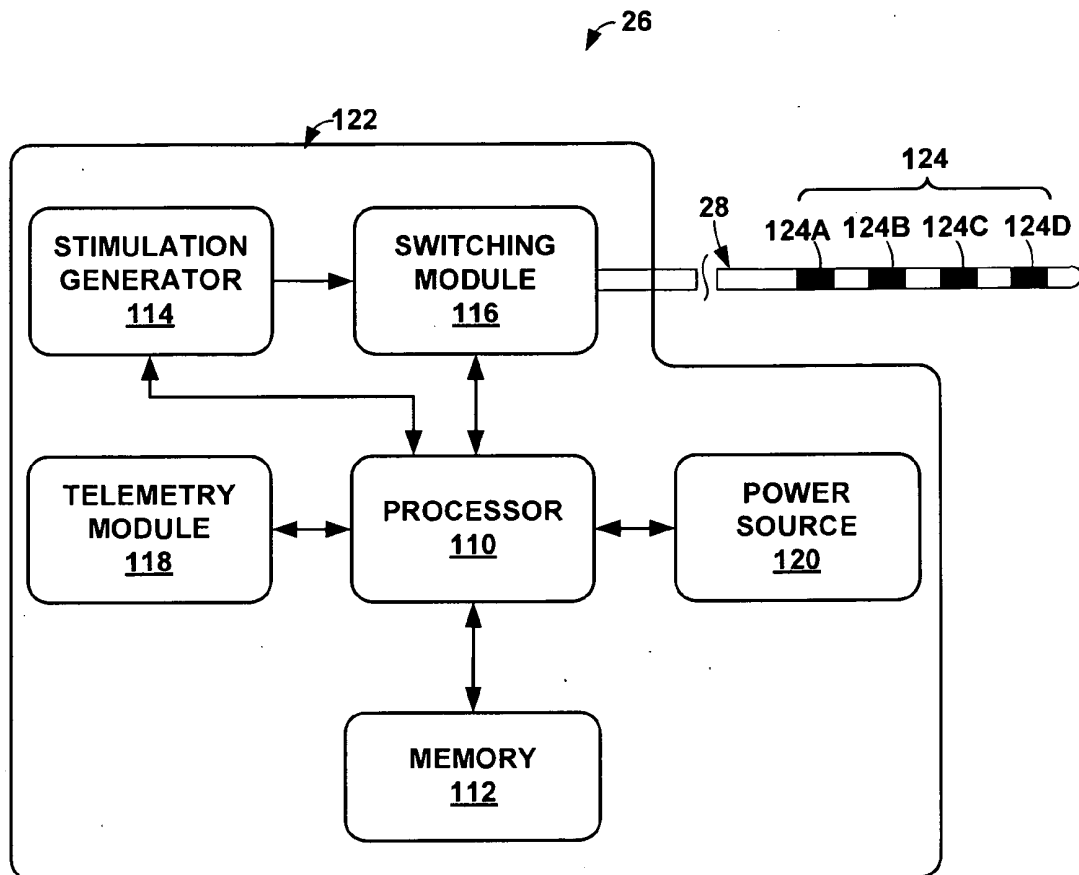 26
122
124
28
124A 124B 124C 124D
STIMULATION
GENERATOR
114
SWITCHING
MODULE
116
TELEMETRY
MODULE
118
PROCESSOR
110
POWER
SOURCE
120
MEMORY
112